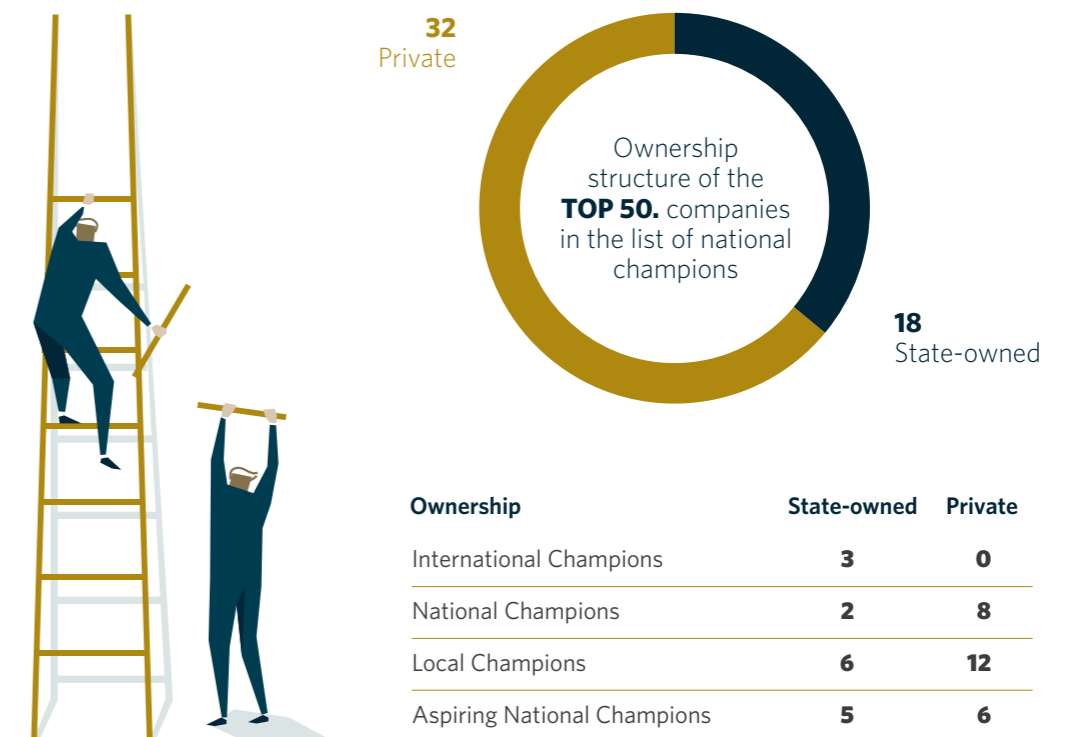 32
Private
Ownership
structure of the
TOP 50. companies
in the list of national
champions
18
State-owned
Ownership State-owned Private
International Champions 3 0
National Champions 2 8
Local Champions 6 12
Aspiring National Champions 5 6